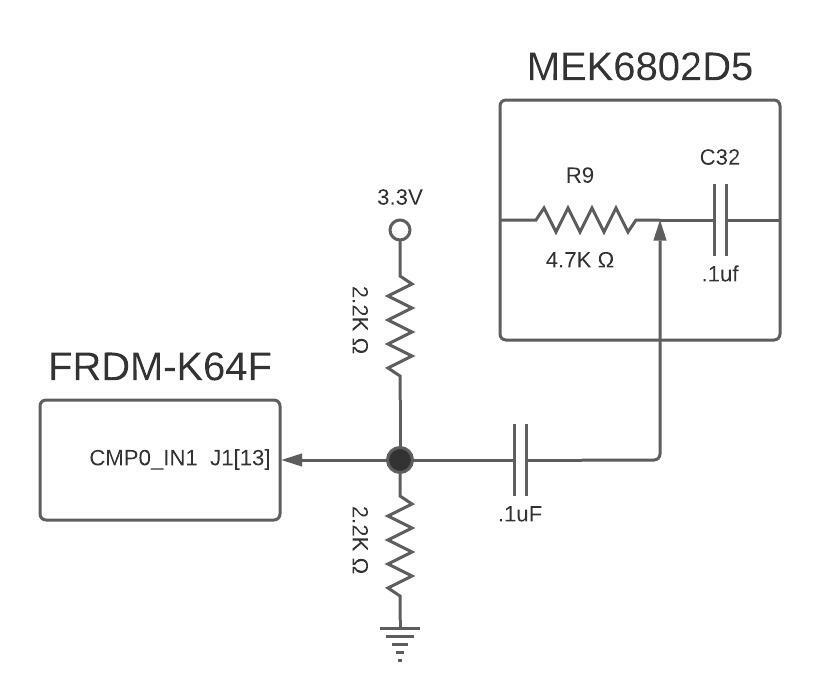 MEK6802D5
R9
C32
4.7K Ω
.1uf
3.3V
2.2K Ω
FRDM-K64F
CMP0_IN1 J1[13]
.1uF
2.2K Ω